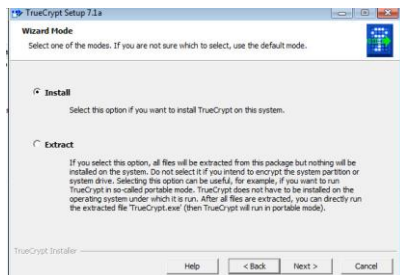 TrueCrypt Setup 7.1a
Wizard Mode
Select one of the modes. If you are not sure which to select, use the default mode.
Install
Select this option if you want to install TrueCrypt on this system.
Extract
If you select this option, all files will be extracted from this package but nothing will be
installed on the system. Do not select it if you intend to encrypt the system partition or
system drive. Selecting this option can be useful, for example, if you want to run
TrueCrypt in so-called portable mode. TrueCrypt does not have to be installed on the
operating system under which it is run. After all files are extracted, you can directly run
the extracted file 'TrueCrypt.exe' (then TrueCrypt will run in portable mode).
TrueCrypt Installer
Help < Back Next > Cancel